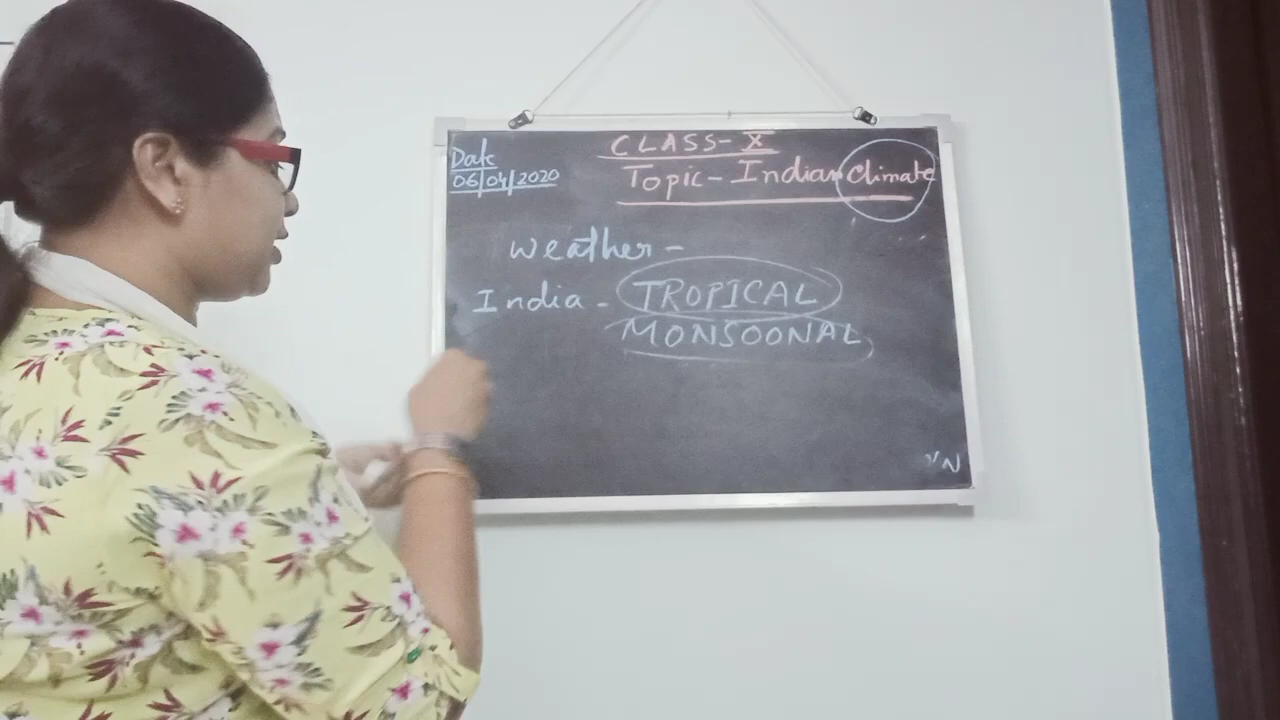 CLASS-X
Date
06/04/2020
Topic-Indian Climate
Weather-
India- TROPICAL
MONSOONAL